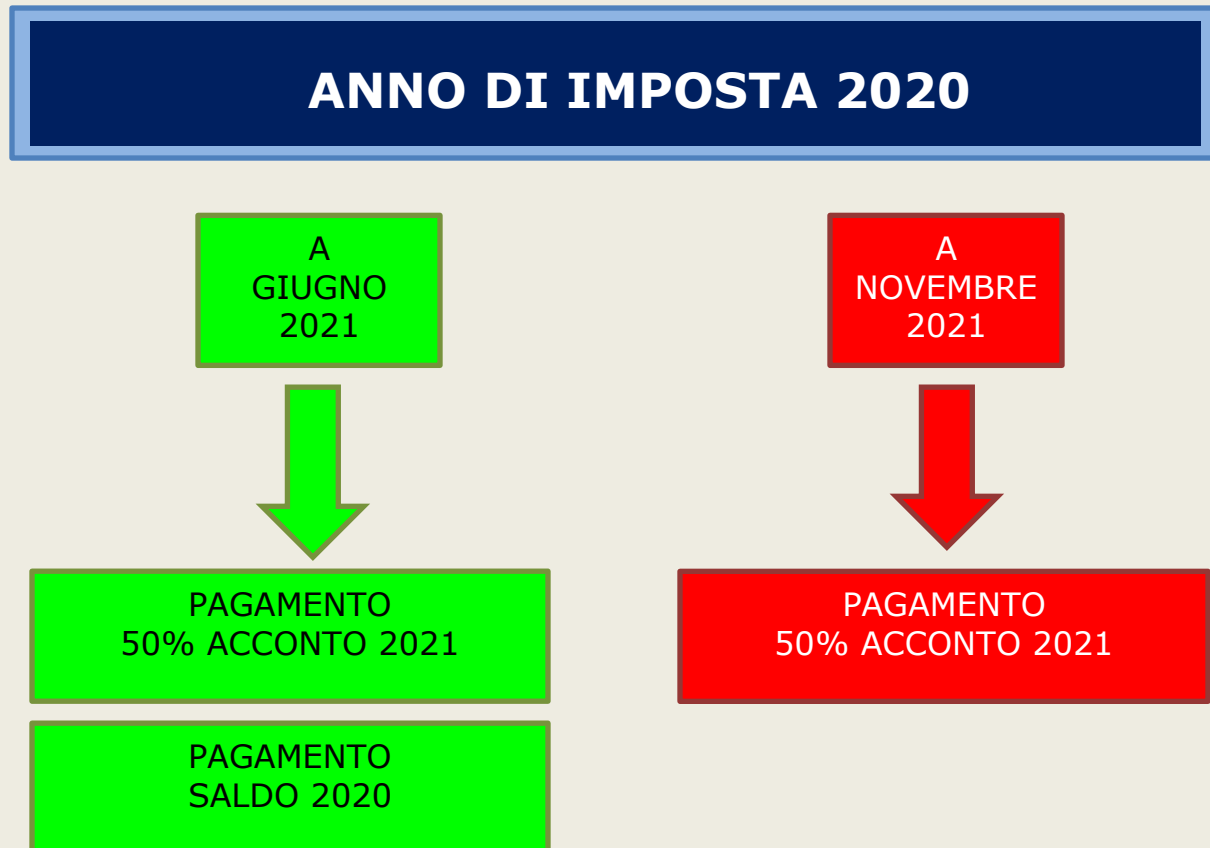 ANNO DI IMPOSTA 2020
A
GIUGNO
2021
A
NOVEMBRE
2021
PAGAMENTO
50% ACCONTO 2021
PAGAMENTO
50% ACCONTO 2021
PAGAMENTO
SALDO 2020